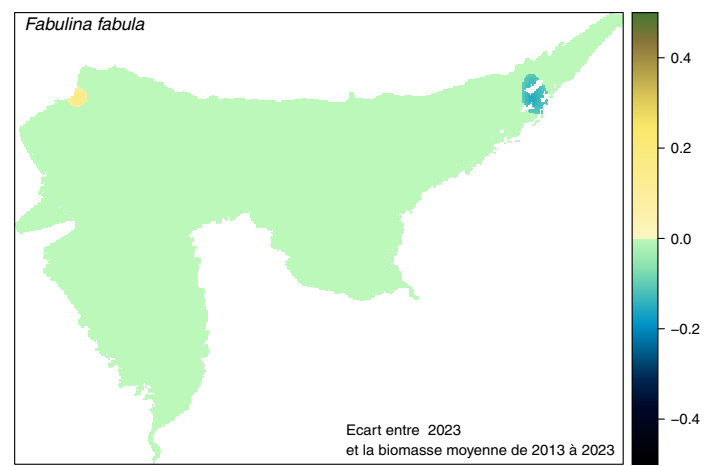 Fabulina fabula
0.4
0.2
0.0
−0.2
−0.4
Ecart entre 2023
et la biomasse moyenne de 2013 à 2023